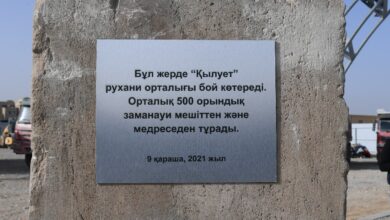 Бұл жерде “Қылует”
рухани орталығы бой көтереді.
Орталық 500 орындық
заманауи мешіттен және
медреседен тұрады.
9 қараша, 2021 жыл